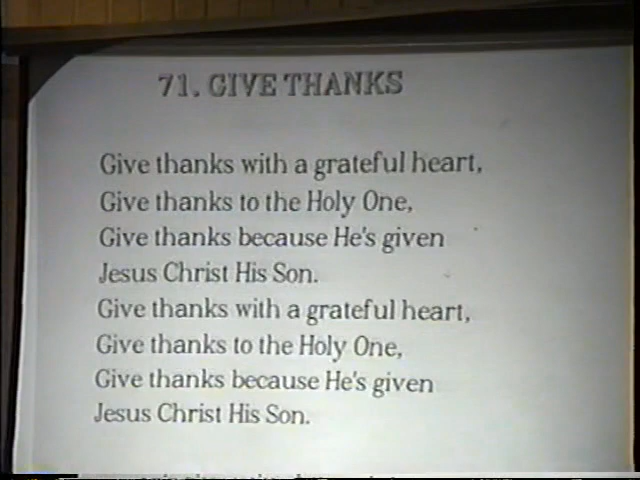 71. GIVE THANKS
Give thanks with a grateful heart,
Give thanks to the Holy One,
Give thanks because He's given
Jesus Christ His Son.
Give thanks with a grateful heart,
Give thanks to the Holy One,
Give thanks because He's given
Jesus Christ His Son.